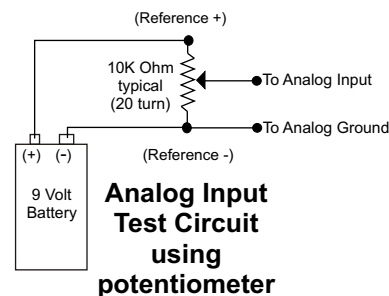 (Reference +)
10K Ohm
typical
(20 turn)
To Analog Input
To Analog Ground
(+) (-)
(Reference -)
9 Volt
Battery
Analog Input
Test Circuit
using
potentiometer